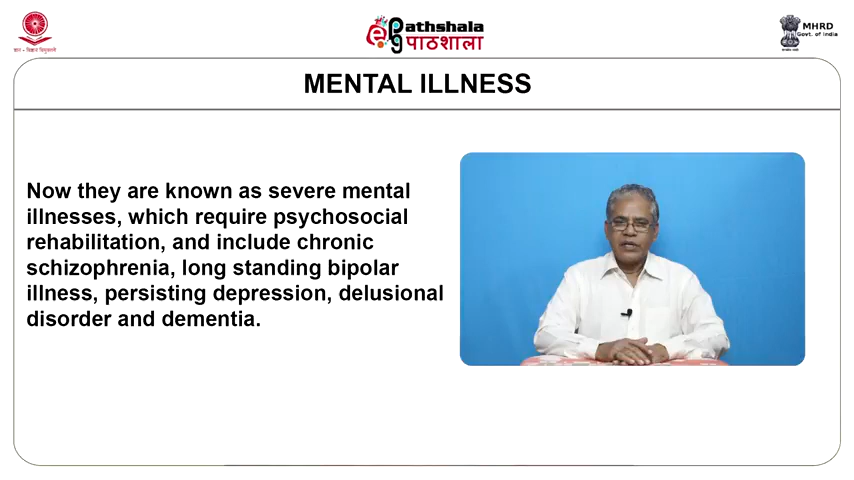 ePathshala
पाठशाला
MHRD
Govt. of India
MENTAL ILLNESS
Now they are known as severe mental
illnesses, which require psychosocial
rehabilitation, and include chronic
schizophrenia, long standing bipolar
illness, persisting depression, delusional
disorder and dementia.